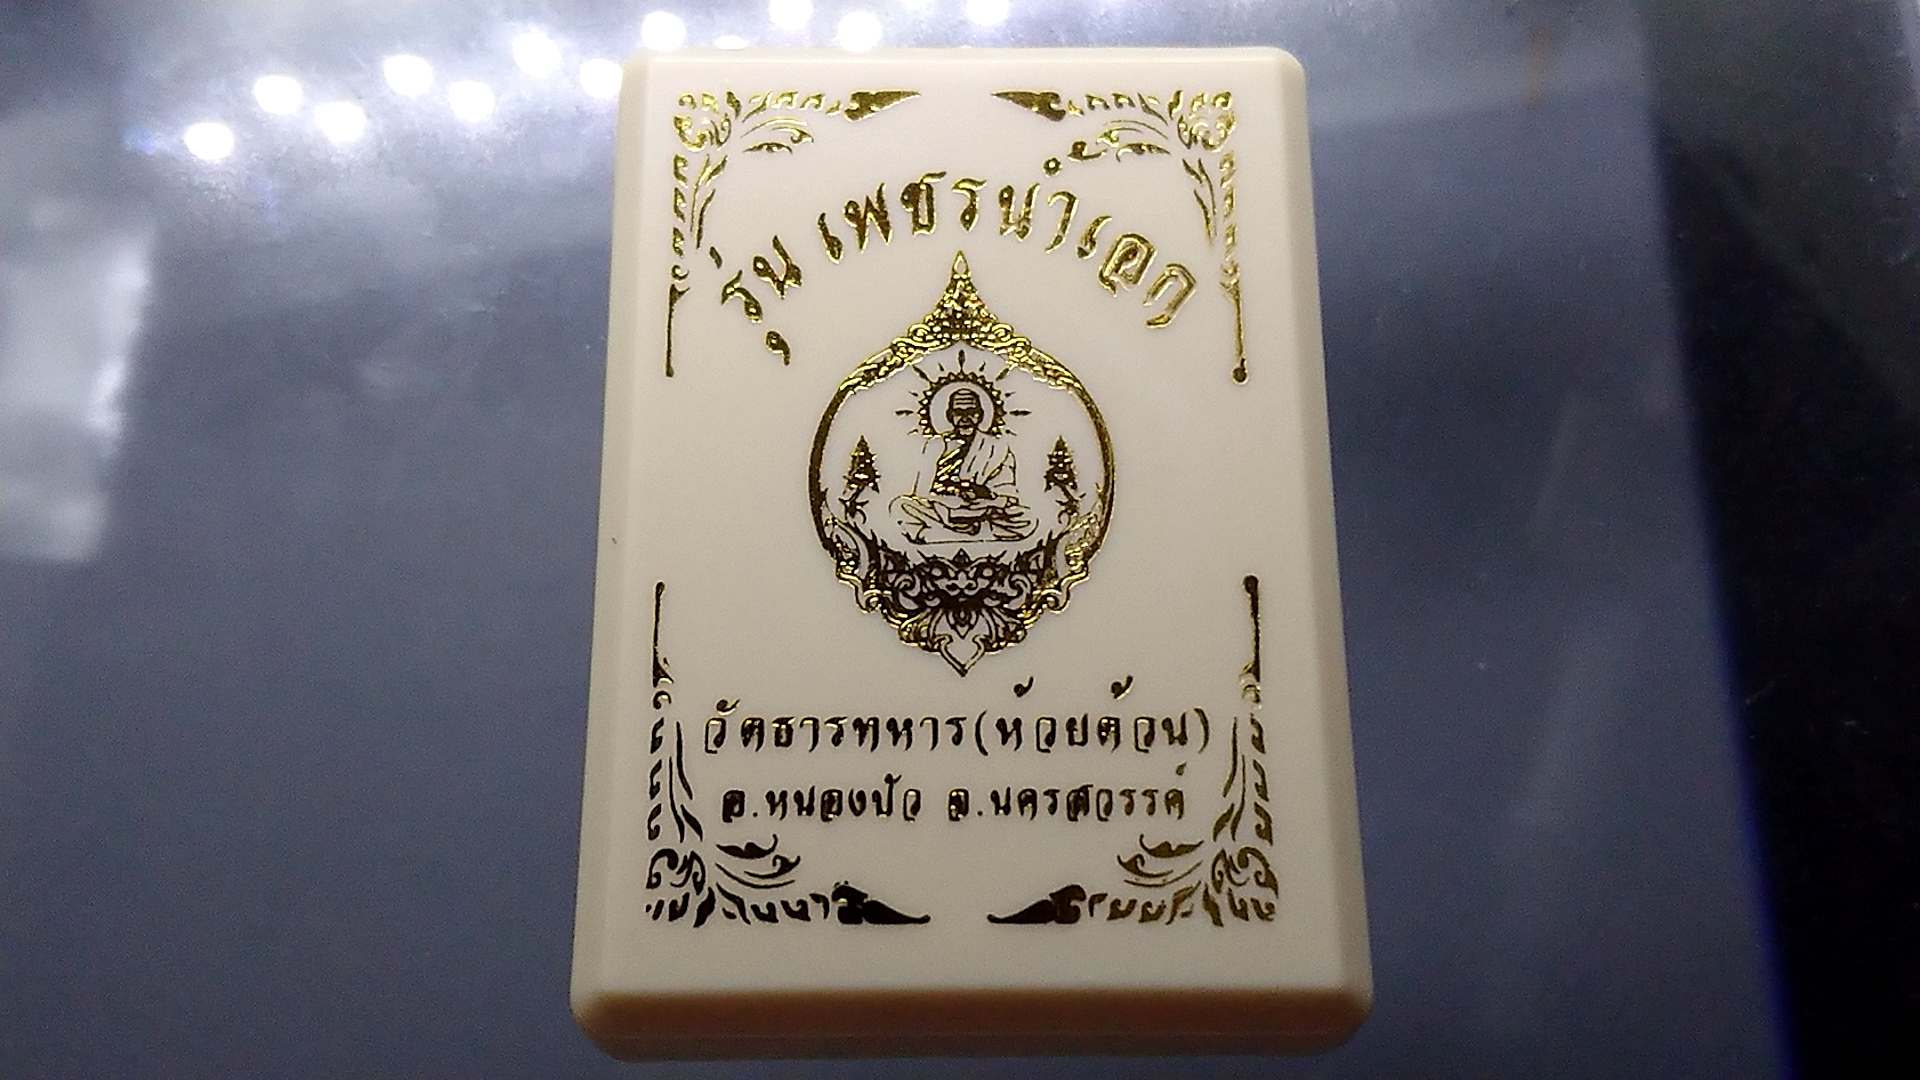 รุ่น เพชรน้ำเอก
วัดธารทหาร(ห้วยด้วน)
อ.หนองบัว จ.นครสวรรค์